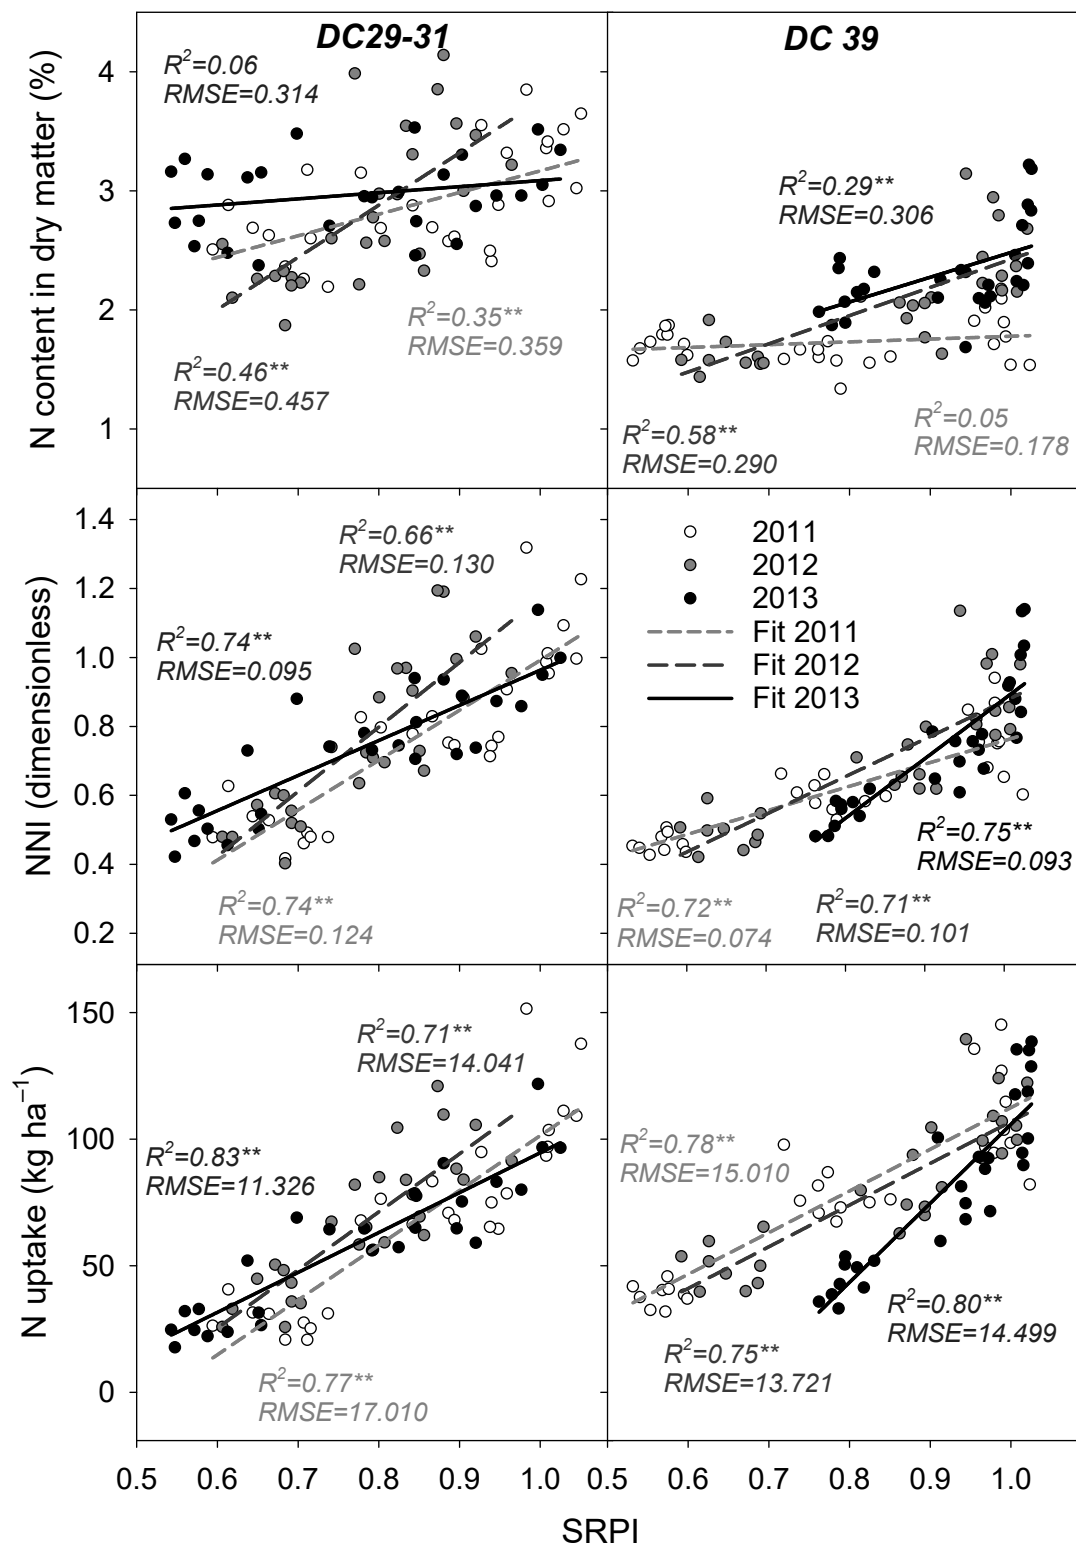 DC29-31
DC 39
R²=0.06
RMSE=0.314
R²=0.35**
RMSE=0.359
R²=0.46**
RMSE=0.457
R²=0.29**
RMSE=0.306
R²=0.58**
RMSE=0.290
R²=0.05
RMSE=0.178
N content in dry matter (%)
4
3
2
1
R²=0.66**
RMSE=0.130
R²=0.74**
RMSE=0.095
R²=0.74**
RMSE=0.124
2011
2012
2013
Fit 2011
Fit 2012
Fit 2013
R²=0.75**
RMSE=0.093
R²=0.72**
RMSE=0.074
R²=0.71**
RMSE=0.101
NNI (dimensionless)
1.4
1.2
1.0
0.8
0.6
0.4
0.2
R²=0.71**
RMSE=14.041
R²=0.83**
RMSE=11.326
R²=0.77**
RMSE=17.010
R²=0.78**
RMSE=15.010
R²=0.80**
RMSE=14.499
R²=0.75**
RMSE=13.721
N uptake (kg ha⁻¹)
150
100
50
0
0.5 0.6 0.7 0.8 0.9 1.0 0.5 0.6 0.7 0.8 0.9 1.0
SRPI